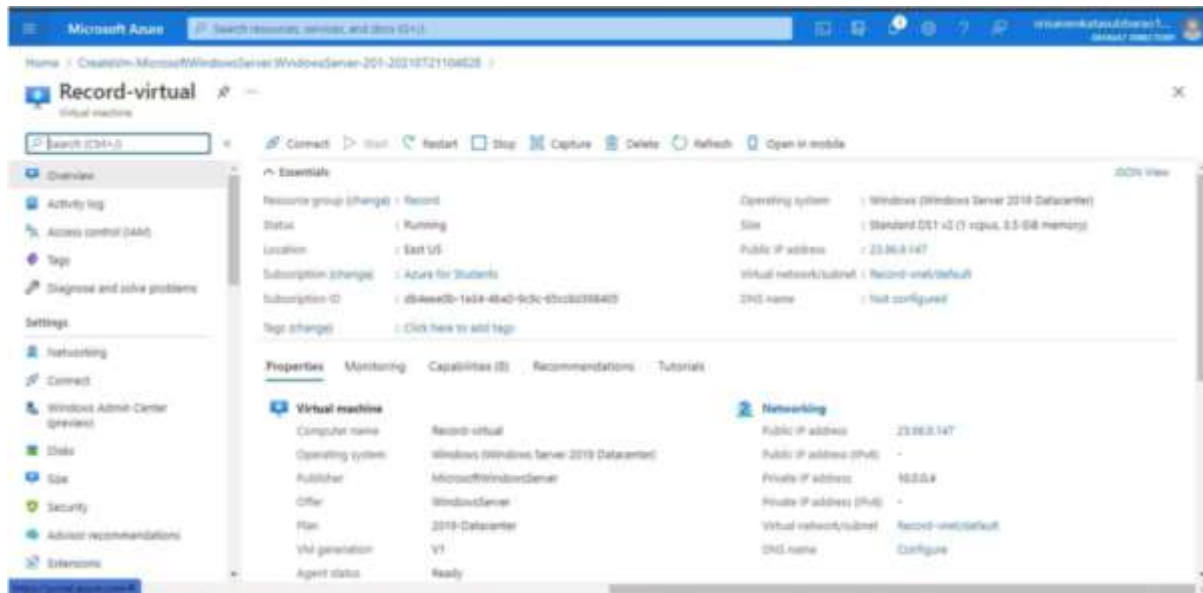 Microsoft Azure
Search resources, services, and docs (G+/)
DEFAULT DIRECTORY
Home
Record-virtual
Virtual machine
Search (Ctrl+/)
Connect Start Restart Stop Capture Delete Refresh Open in mobile
Overview
Activity log
Access control (IAM)
Tags
Diagnose and solve problems
Settings
Networking
Connect
Windows Admin Center (preview)
Disks
Size
Security
Advisor recommendations
Extensions
Essentials
JSON View
Resource group (change) : Record
Status : Running
Location : East US
Subscription (change) : Azure for Students
Subscription ID :
Tags (change) : Click here to add tags
Operating system : Windows (Windows Server 2019 Datacenter)
Size : Standard DS1 v2 (1 vcpus, 3.5 GiB memory)
Public IP address :
Virtual network/subnet : Record-vnet/default
DNS name : Not configured
Properties Monitoring Capabilities (8) Recommendations Tutorials
Virtual machine
Computer name Record-virtual
Operating system Windows (Windows Server 2019 Datacenter)
Publisher MicrosoftWindowsServer
Offer WindowsServer
Plan 2019-Datacenter
VM generation V1
Agent status Ready
Networking
Public IP address
Public IP address (IPv6) -
Private IP address 10.0.0.4
Private IP address (IPv6) -
Virtual network/subnet Record-vnet/default
DNS name Configure